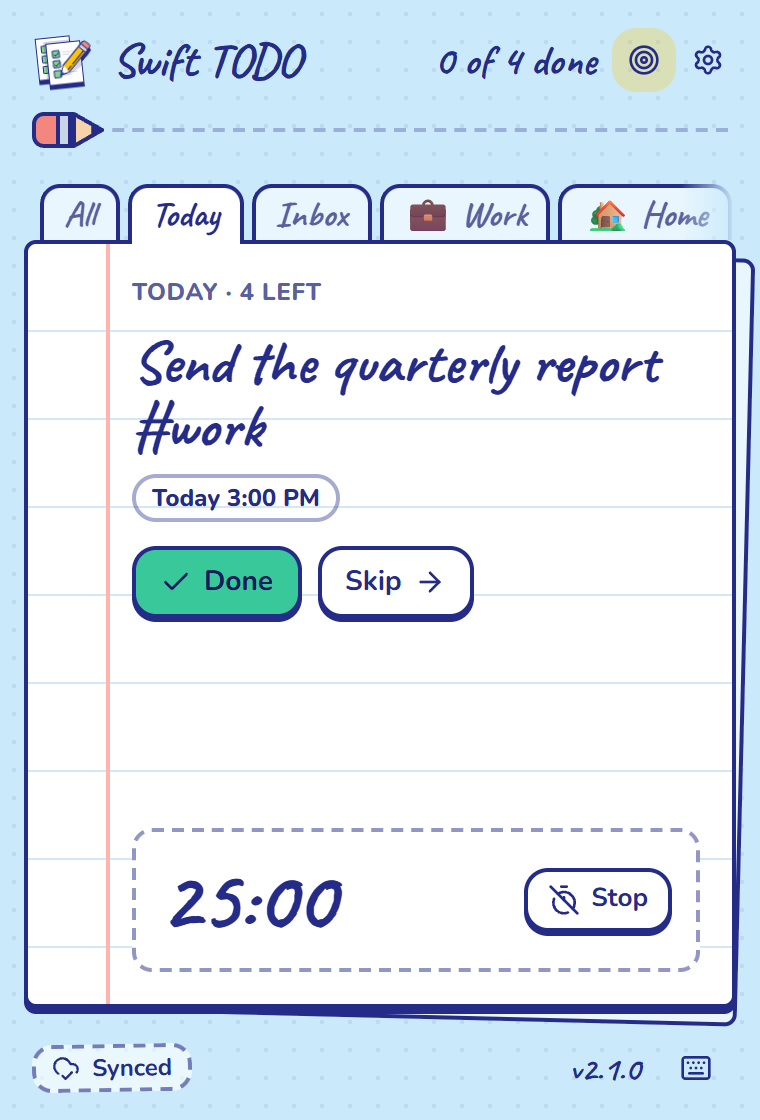 Swift TODO
0 of 4 done
All
Today
Inbox
Work
Home
TODAY · 4 LEFT
Send the quarterly report
#work
Today 3:00 PM
Done
Skip
25:00
Stop
Synced
v2.1.0